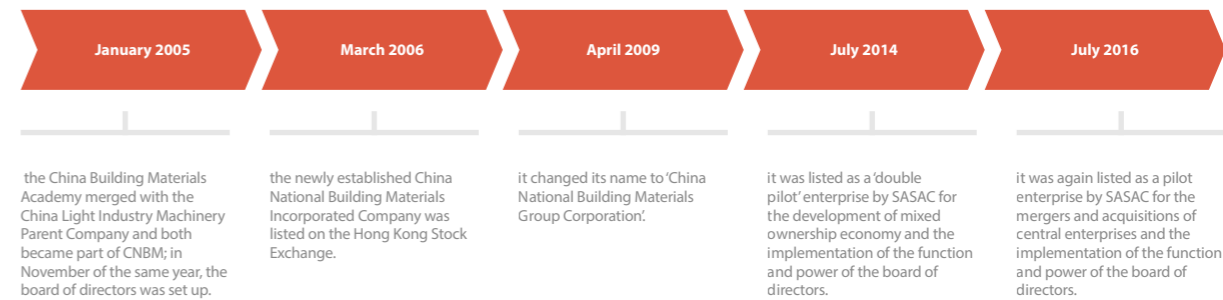 January 2005
March 2006
April 2009
July 2014
July 2016
the China Building Materials
Academy merged with the
China Light Industry Machinery
Parent Company and both
became part of CNBM; in
November of the same year, the
board of directors was set up.
the newly established China
National Building Materials
Incorporated Company was
listed on the Hong Kong Stock
Exchange.
it changed its name to ‘China
National Building Materials
Group Corporation’.
it was listed as a ‘double
pilot’ enterprise by SASAC for
the development of mixed
ownership economy and the
implementation of the function
and power of the board of
directors.
it was again listed as a pilot
enterprise by SASAC for the
mergers and acquisitions of
central enterprises and the
implementation of the function
and power of the board of
directors.